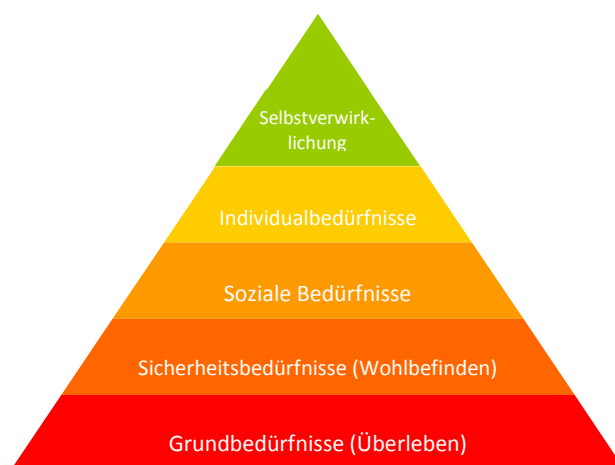 Selbstverwirk-
lichung
Individualbedürfnisse
Soziale Bedürfnisse
Sicherheitsbedürfnisse (Wohlbefinden)
Grundbedürfnisse (Überleben)